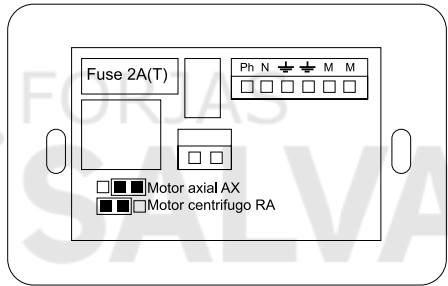 Fuse 2A(T)
Ph N ⏚ ⏚ M M
Motor axial AX
Motor centrifugo RA
FORJAS
SALVA